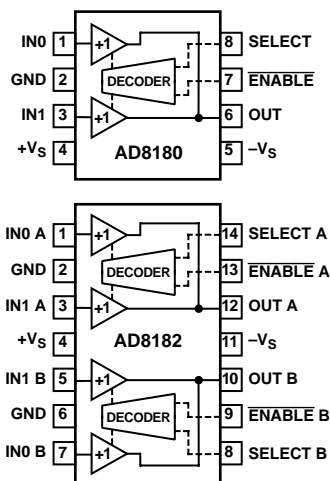 IN0 1 +1 8 SELECT
GND 2 DECODER 7 ENABLE
IN1 3 +1 6 OUT
+VS 4 5 –VS
AD8180
IN0 A 1 +1 14 SELECT A
GND 2 DECODER 13 ENABLE A
IN1 A 3 +1 12 OUT A
+VS 4 AD8182 11 –VS
IN1 B 5 +1 10 OUT B
GND 6 DECODER 9 ENABLE B
IN0 B 7 +1 8 SELECT B